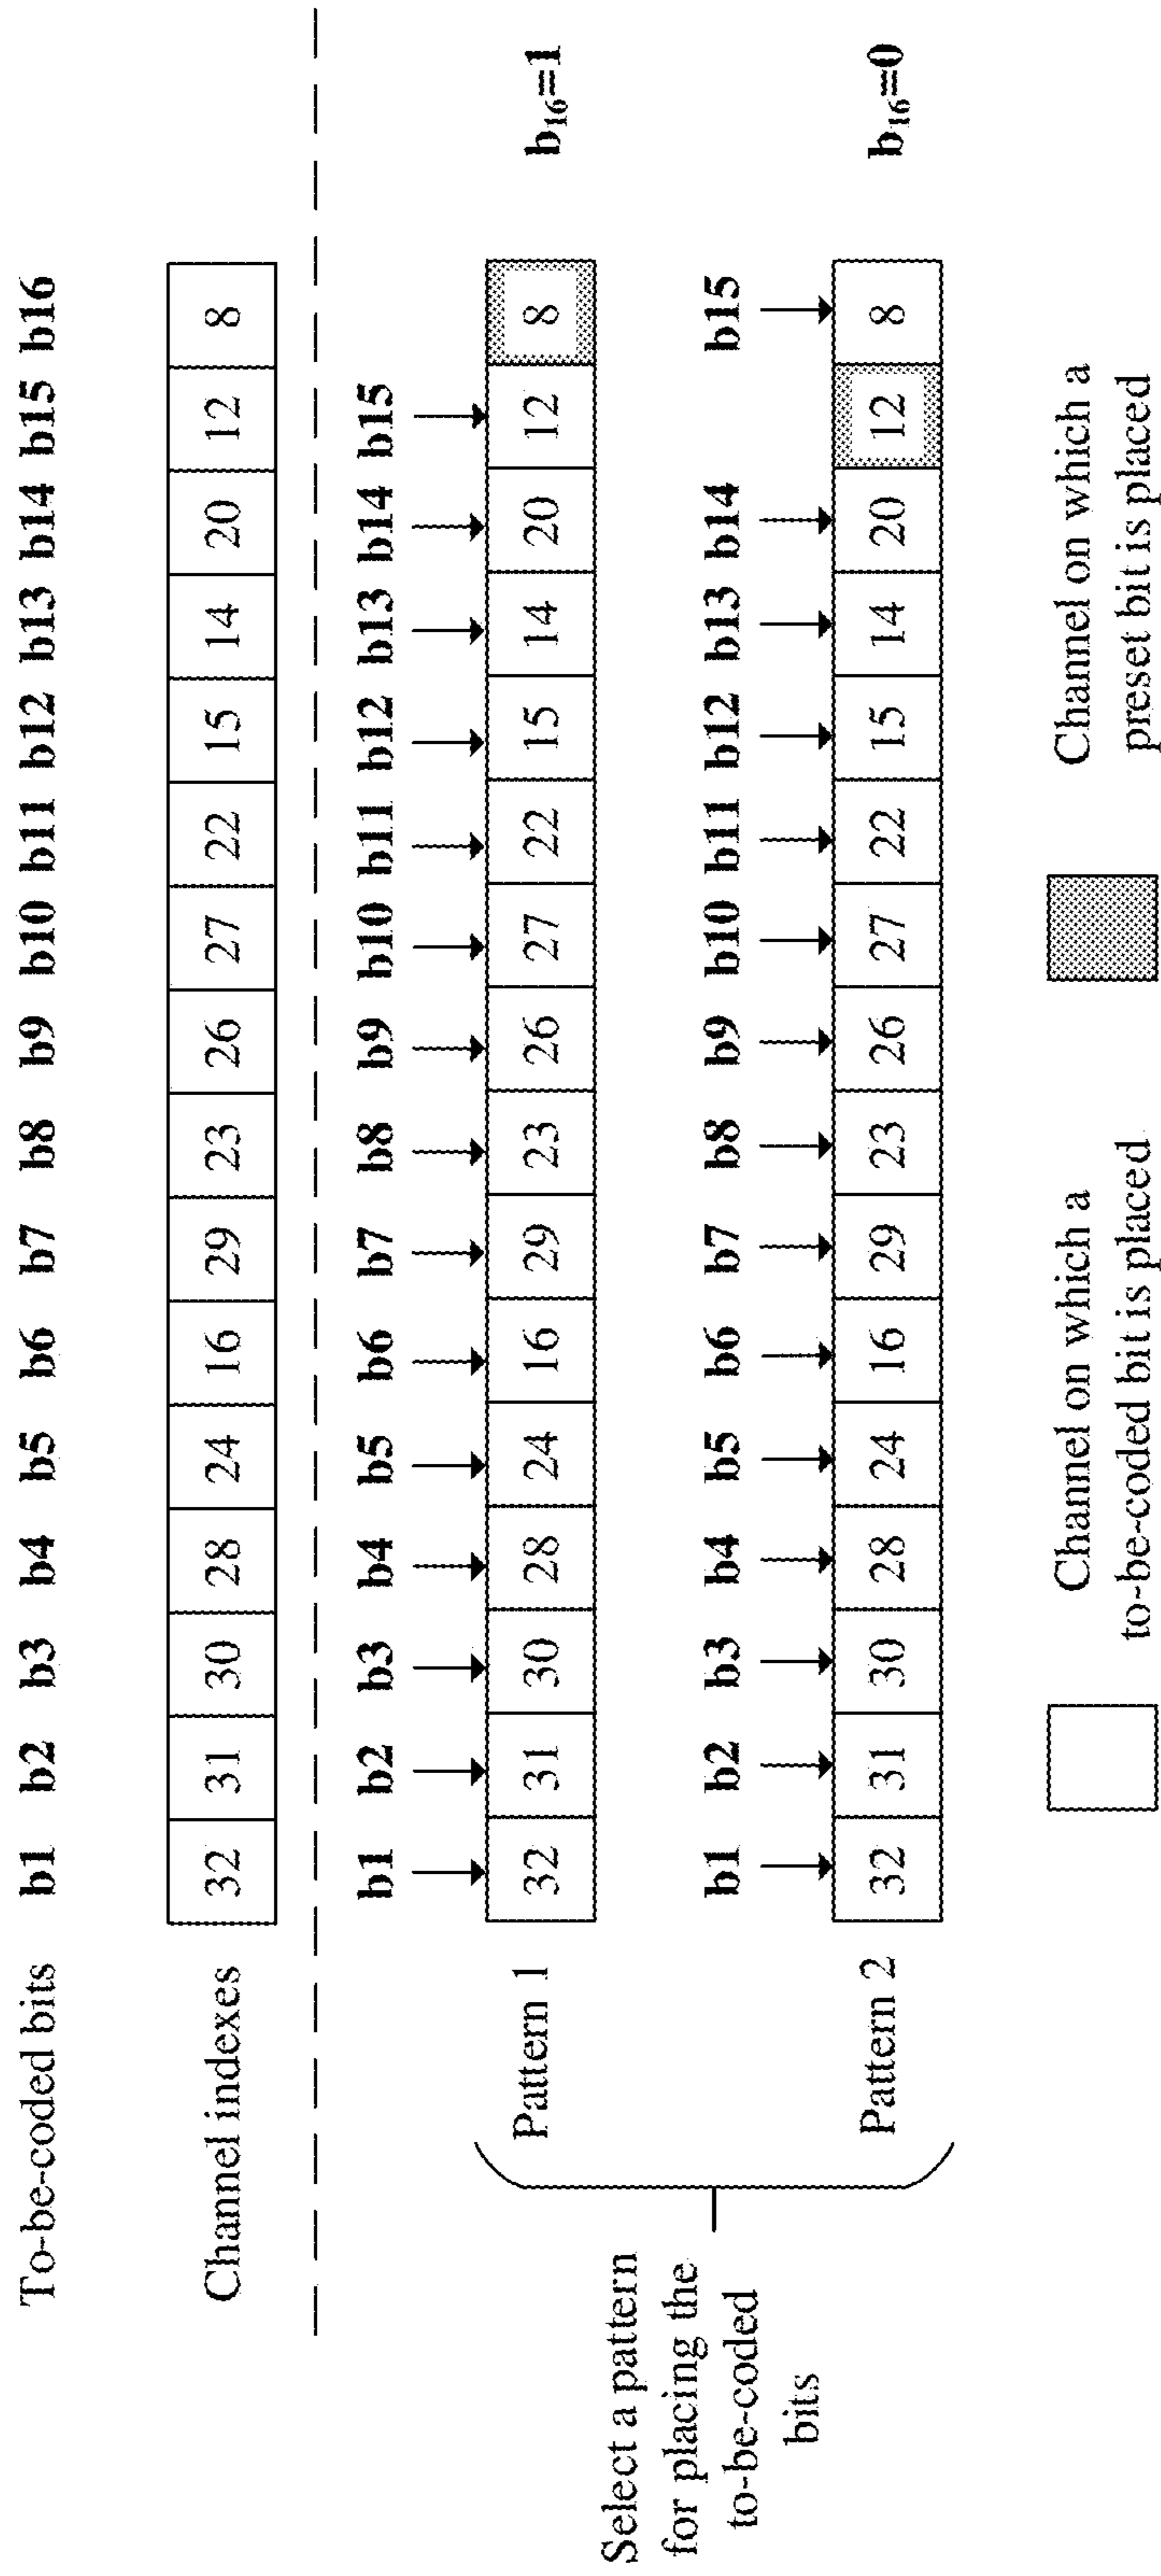 To-be-coded bits b1 b2 b3 b4 b5 b6 b7 b8 b9 b10 b11 b12 b13 b14 b15 b16
Channel indexes 32 31 30 28 24 16 29 23 26 27 22 15 14 20 12 8
b1 b2 b3 b4 b5 b6 b7 b8 b9 b10 b11 b12 b13 b14 b15
Pattern 1 32 31 30 28 24 16 29 23 26 27 22 15 14 20 12 8 b16=1
Select a pattern
for placing the
to-be-coded
bits
b1 b2 b3 b4 b5 b6 b7 b8 b9 b10 b11 b12 b13 b14 b15
Pattern 2 32 31 30 28 24 16 29 23 26 27 22 15 14 20 12 8 b16=0
Channel on which a
to-be-coded bit is placed
Channel on which a
preset bit is placed